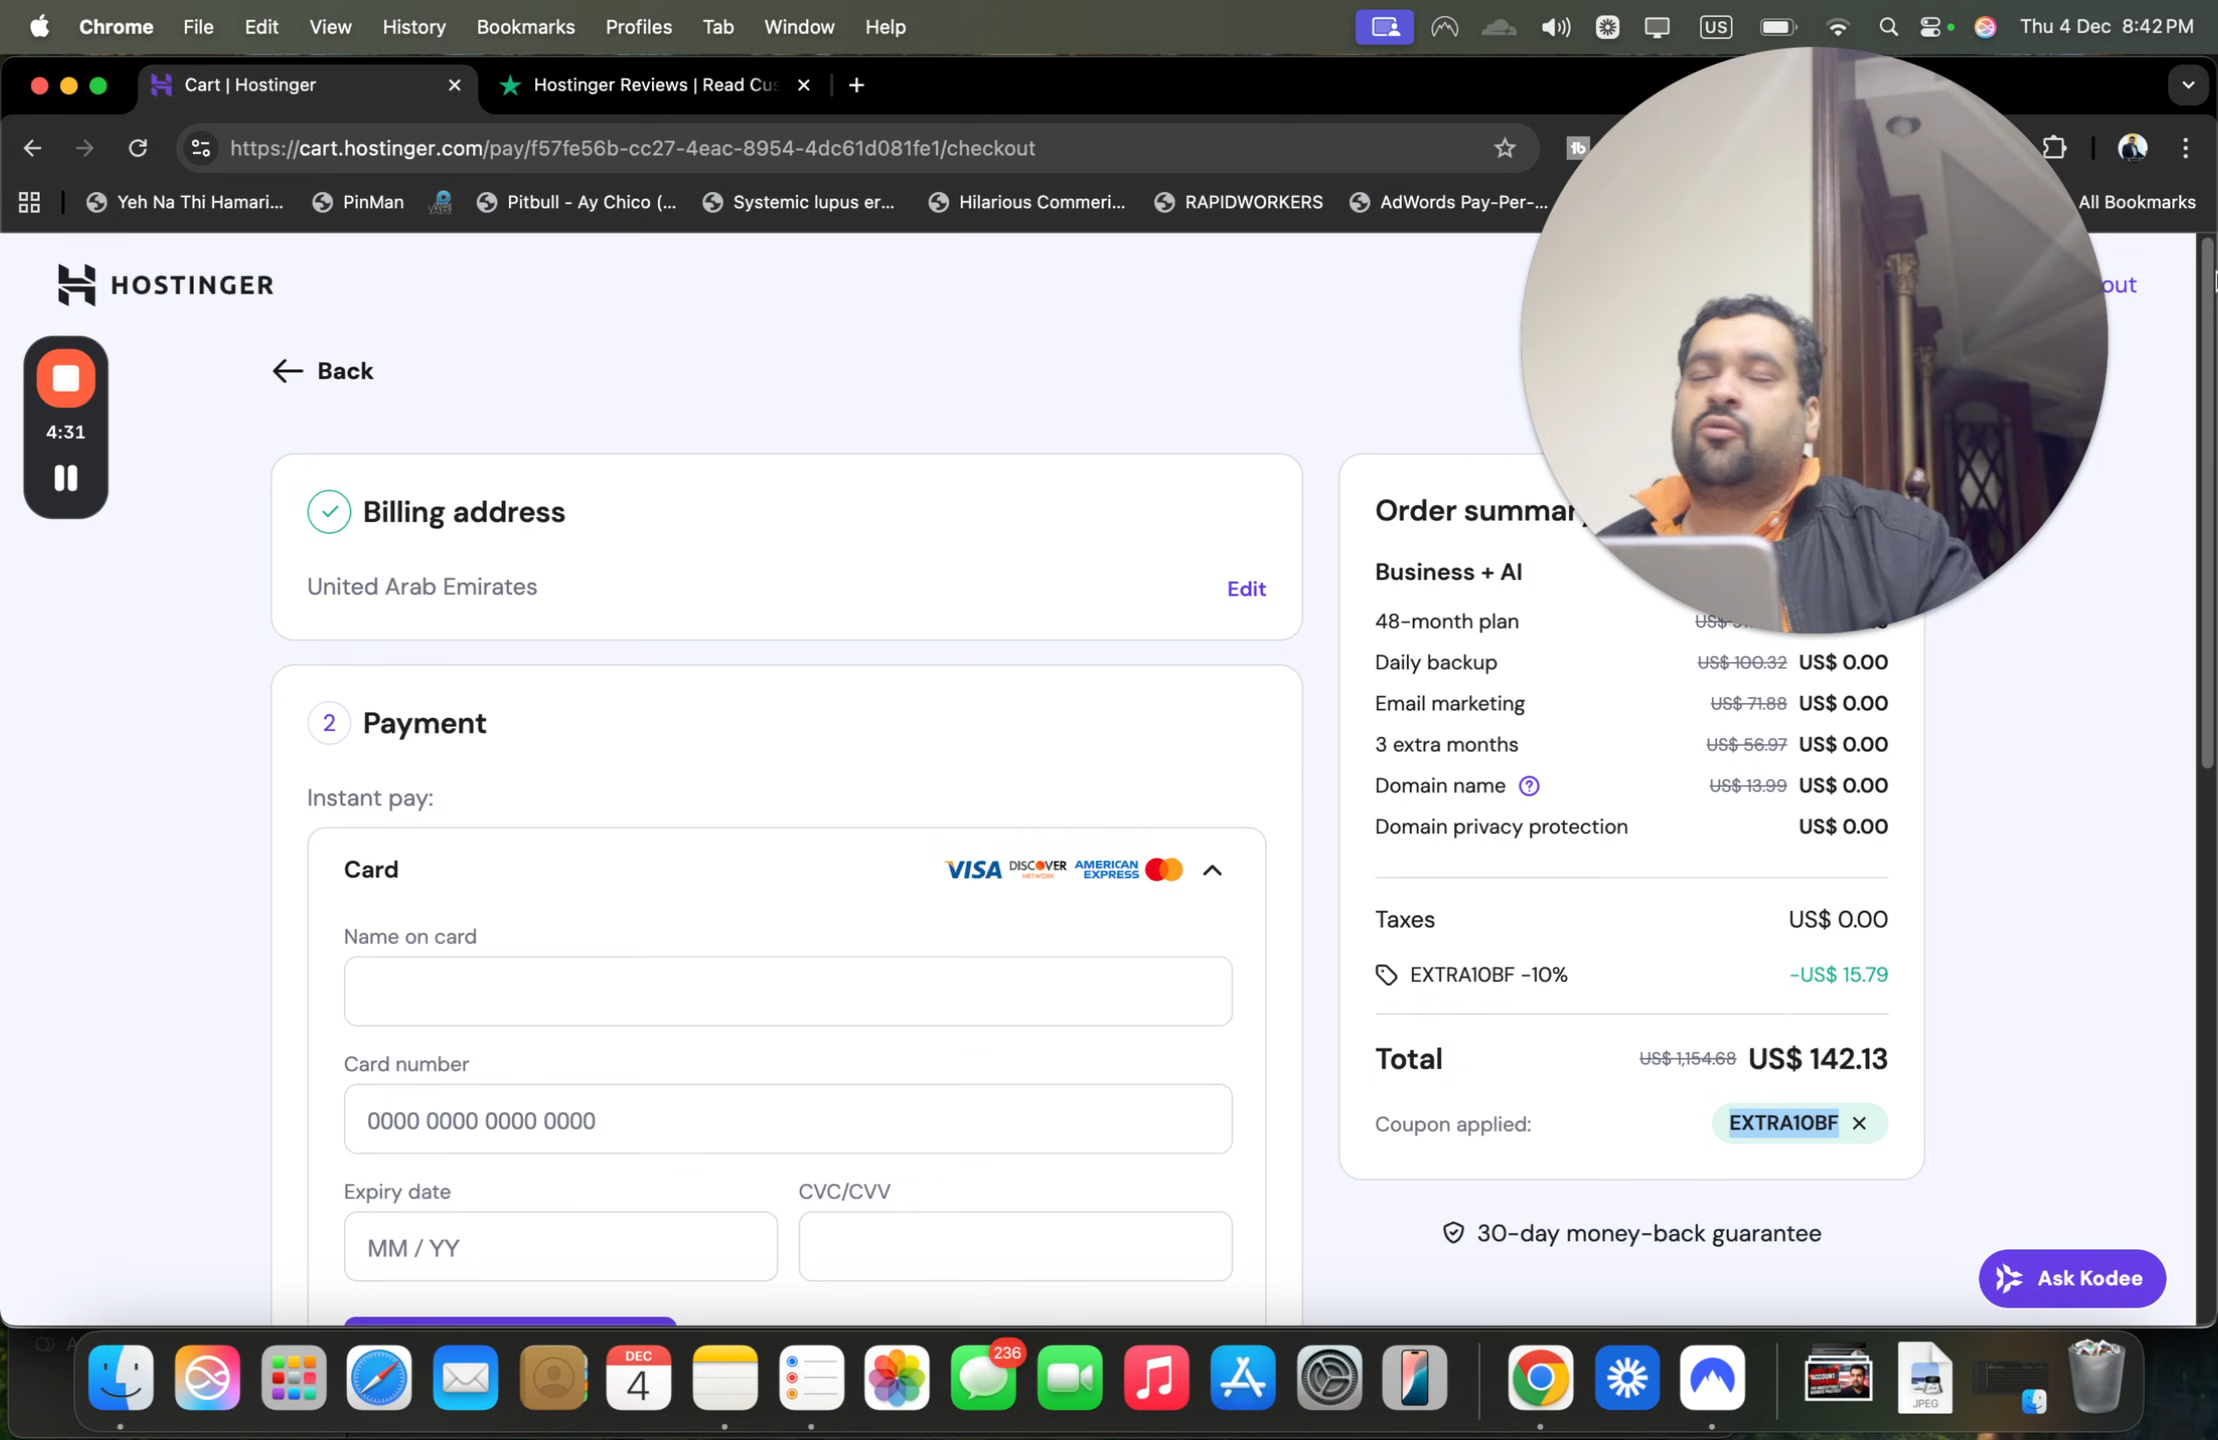 Chrome File Edit View History Bookmarks Profiles Tab Window Help US Thu 4 Dec 8:42 PM
Cart | Hostinger Hostinger Reviews | Read Cus
https://cart.hostinger.com/pay/f57fe56b-cc27-4eac-8954-4dc61d081fe1/checkout
Yeh Na Thi Hamari... PinMan Pitbull - Ay Chico (... Systemic lupus er... Hilarious Commeri... RAPIDWORKERS AdWords Pay-Per-... All Bookmarks
HOSTINGER
out
4:31
Back
Billing address
United Arab Emirates
Edit
2 Payment
Instant pay:
Card
VISA DISCOVER NETWORK AMERICAN EXPRESS
Name on card
Card number
0000 0000 0000 0000
Expiry date CVC/CVV
MM / YY
Order summar
Business + AI
48-month plan US$
Daily backup US$ 100.32 US$ 0.00
Email marketing US$ 71.88 US$ 0.00
3 extra months US$ 56.97 US$ 0.00
Domain name US$ 13.99 US$ 0.00
Domain privacy protection US$ 0.00
Taxes US$ 0.00
EXTRA10BF -10% -US$ 15.79
Total US$ 1,154.68 US$ 142.13
Coupon applied: EXTRA10BF
30-day money-back guarantee
Ask Kodee
DEC
4
236
JPEG